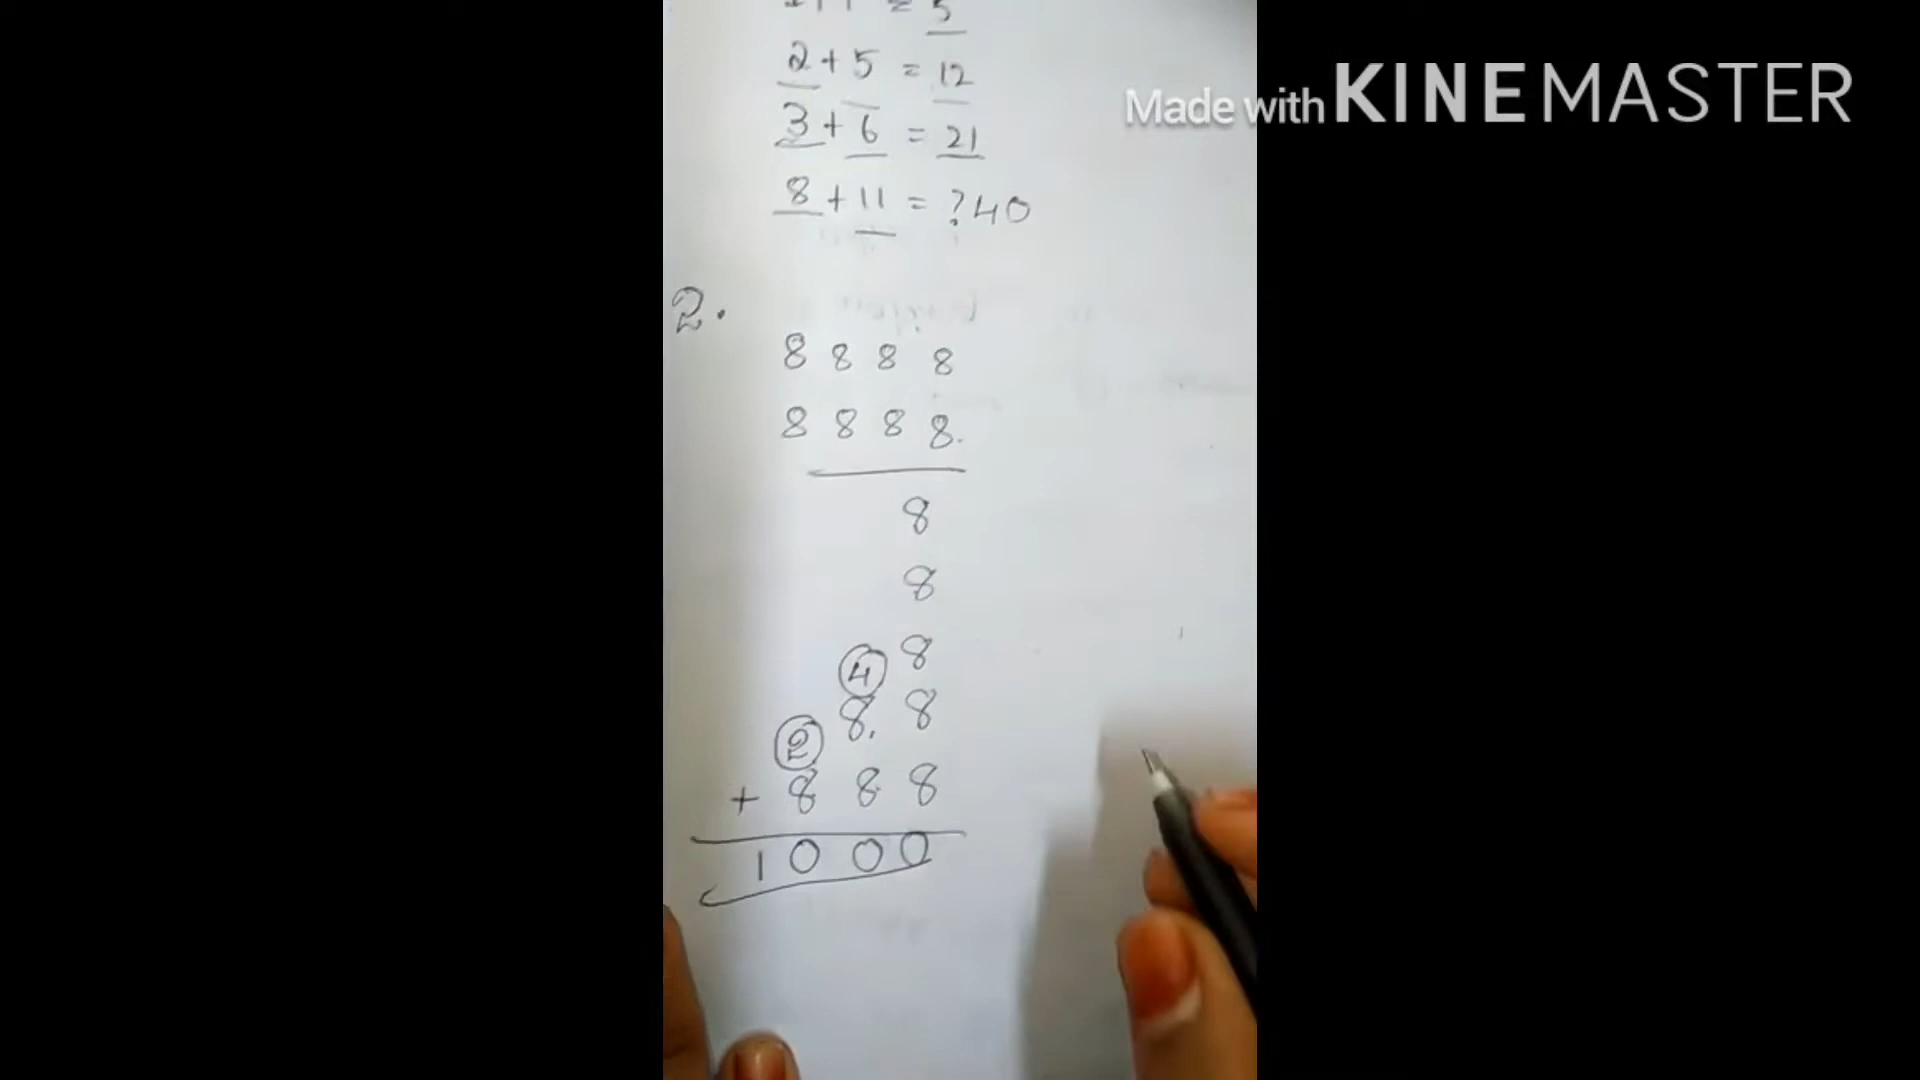 = 5
2 + 5 = 12
Made with KINEMASTER
3 + 6 = 21
8 + 11 = ? 40
2.
8 8 8 8
8 8 8 8.
8
8
4 8
2 8. 8
+ 8 8 8
1 0 0 0